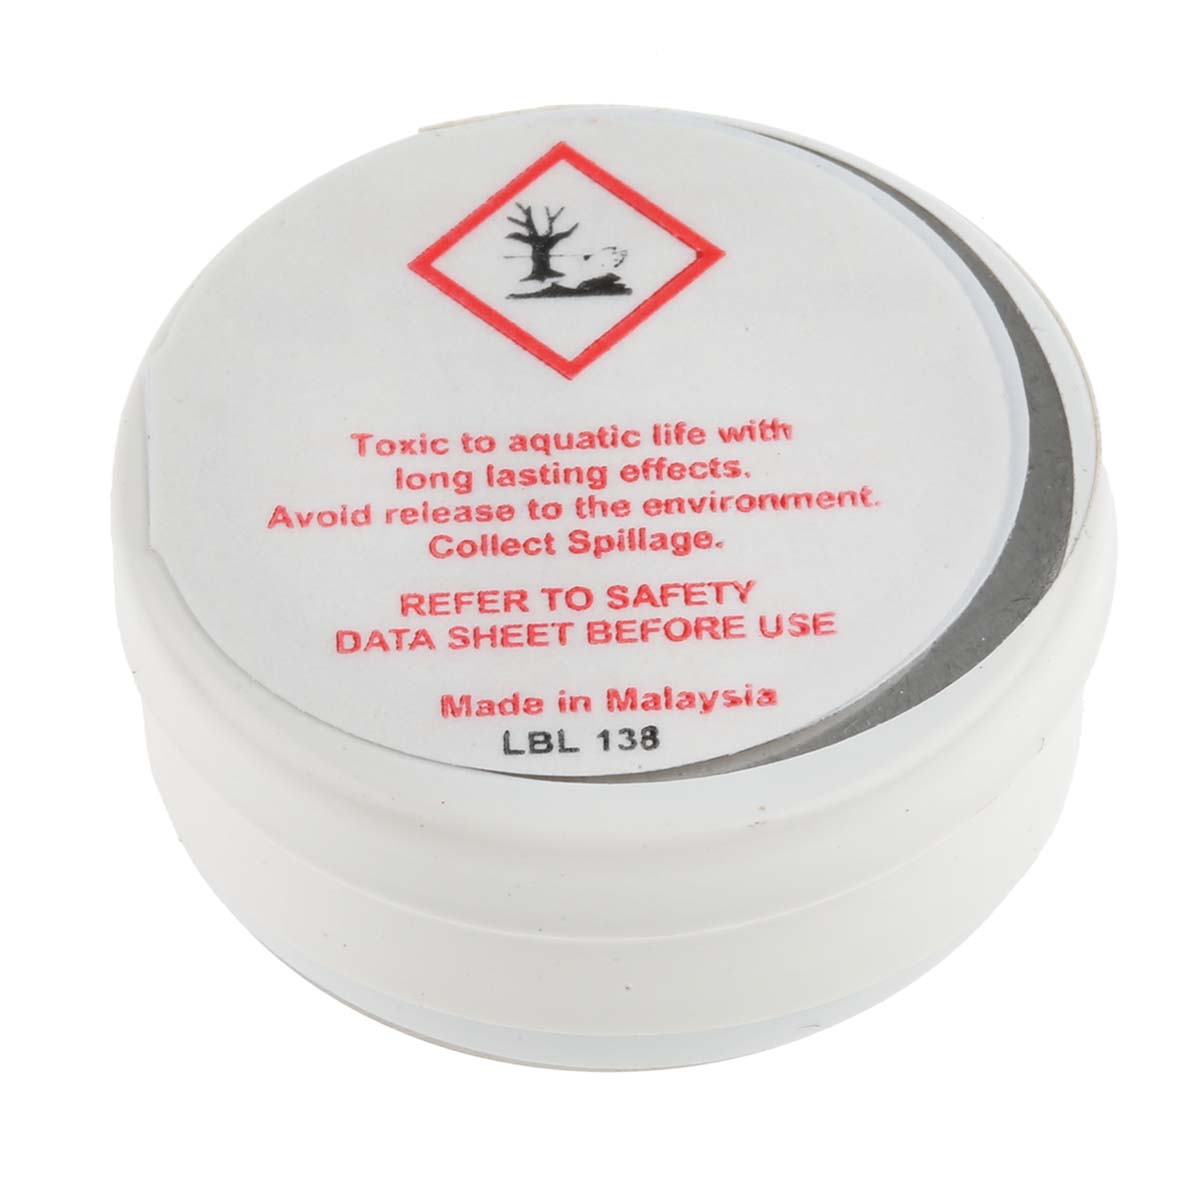 Toxic to aquatic life with
long lasting effects.
Avoid release to the environment.
Collect Spillage.
REFER TO SAFETY
DATA SHEET BEFORE USE
Made in Malaysia
LBL 138